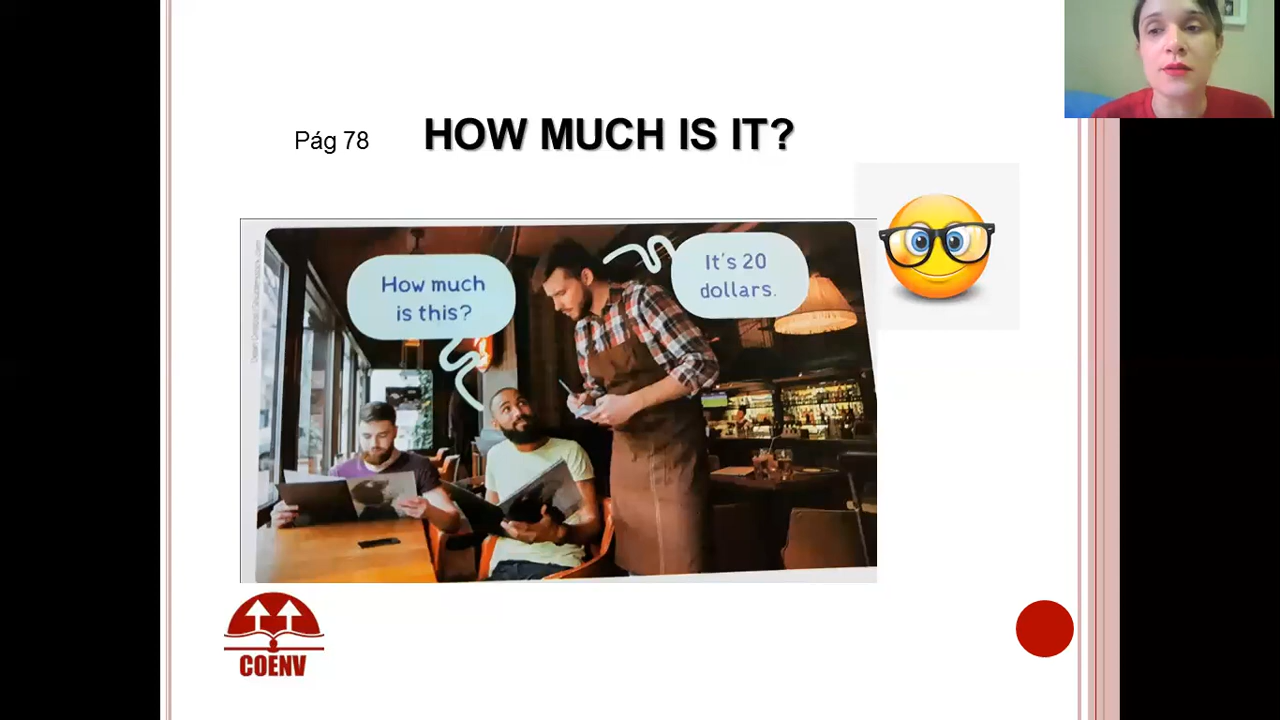 Pág 78
HOW MUCH IS IT?
How much
is this?
It's 20
dollars.
COENV